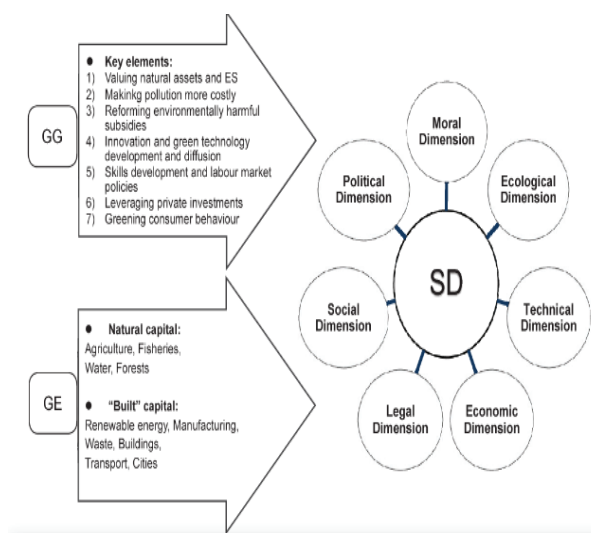 GG
● Key elements:
1) Valuing natural assets and ES
2) Makinkg pollution more costly
3) Reforming environmentally harmful
subsidies
4) Innovation and green technology
development and diffusion
5) Skills development and labour market
policies
6) Leveraging private investments
7) Greening consumer behaviour
GE
● Natural capital:
Agriculture, Fisheries,
Water, Forests
● “Built” capital:
Renewable energy, Manufacturing,
Waste, Buildings,
Transport, Cities
SD
Moral
Dimension
Ecological
Dimension
Technical
Dimension
Economic
Dimension
Legal
Dimension
Social
Dimension
Political
Dimension